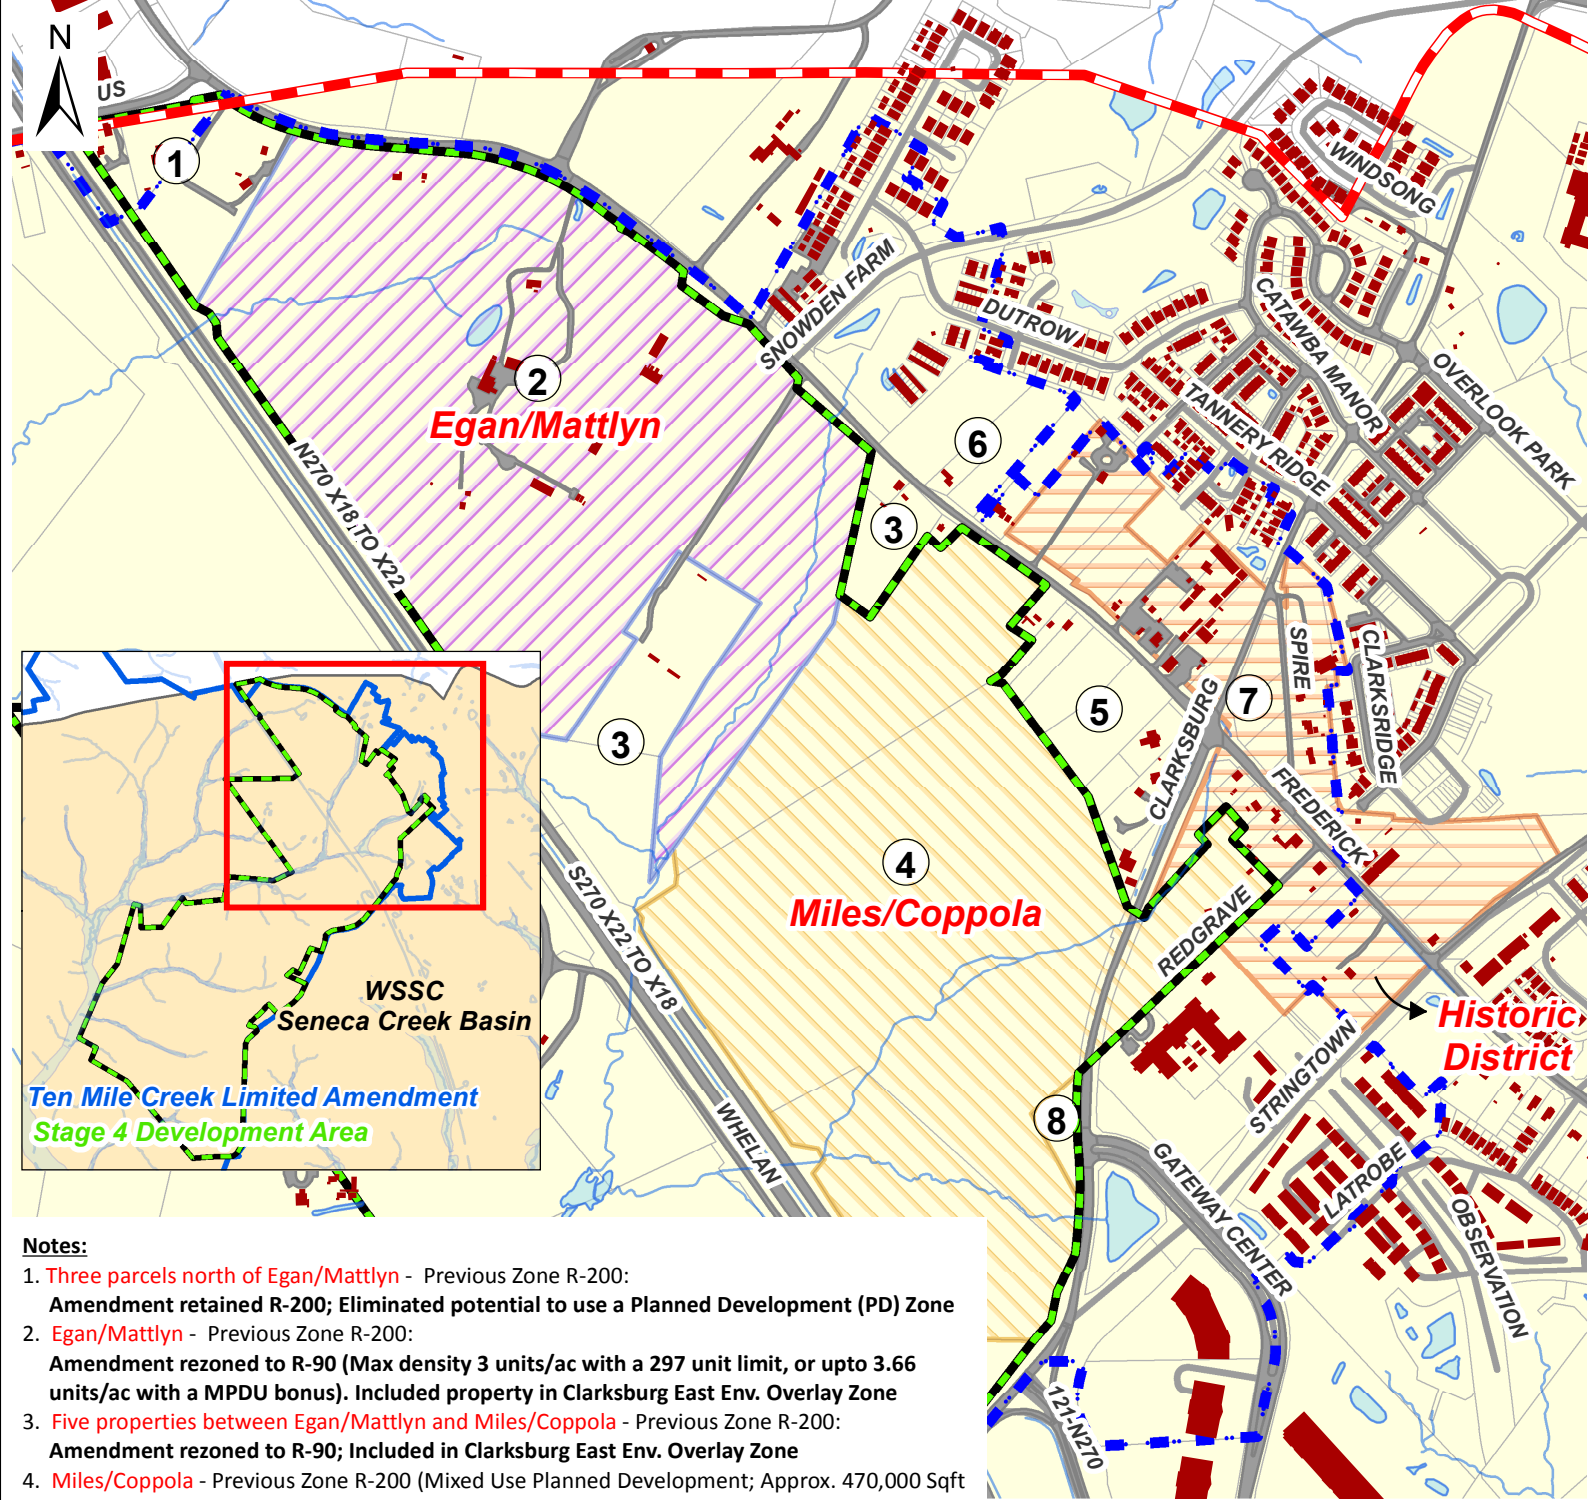 N
US
1
WINDSONG
SNOWDEN FARM
DUTROW
CATAWBA MANOR
OVERLOOK PARK
TANNERY RIDGE
2
Egan/Mattlyn
6
3
N270 X18 TO X22
SPIRE
CLARKSRIDGE
7
5
CLARKSBURG
3
FREDERICK
4
Miles/Coppola
S270 X22 TO X18
REDGRAVE
WSSC
Seneca Creek Basin
Ten Mile Creek Limited Amendment
Stage 4 Development Area
Historic
District
STRINGTOWN
8
WHELAN
GATEWAY CENTER
LATROBE
OBSERVATION
121-N270
Notes:
1. Three parcels north of Egan/Mattlyn - Previous Zone R-200:
Amendment retained R-200; Eliminated potential to use a Planned Development (PD) Zone
2. Egan/Mattlyn - Previous Zone R-200:
Amendment rezoned to R-90 (Max density 3 units/ac with a 297 unit limit, or upto 3.66
units/ac with a MPDU bonus). Included property in Clarksburg East Env. Overlay Zone
3. Five properties between Egan/Mattlyn and Miles/Coppola - Previous Zone R-200:
Amendment rezoned to R-90; Included in Clarksburg East Env. Overlay Zone
4. Miles/Coppola - Previous Zone R-200 (Mixed Use Planned Development; Approx. 470,000 Sqft